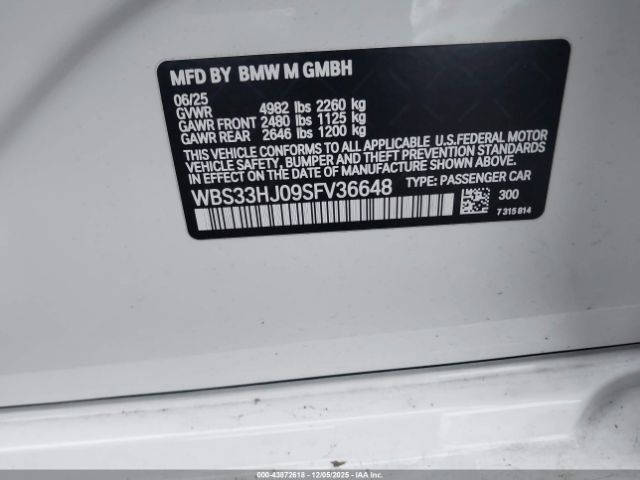 MFD BY BMW M GMBH
06/25
GVWR 4982 lbs 2260 kg
GAWR FRONT 2480 lbs 1125 kg
GAWR REAR 2646 lbs 1200 kg
THIS VEHICLE CONFORMS TO ALL APPLICABLE U.S.FEDERAL MOTOR
VEHICLE SAFETY, BUMPER AND THEFT PREVENTION STANDARDS
IN EFFECT ON THE DATE OF MANUFACTURE SHOWN ABOVE.
WBS33HJ09SFV36648 TYPE: PASSENGER CAR
300
7 315 814
000-43872618 - 12/05/2025 - IAA Inc.